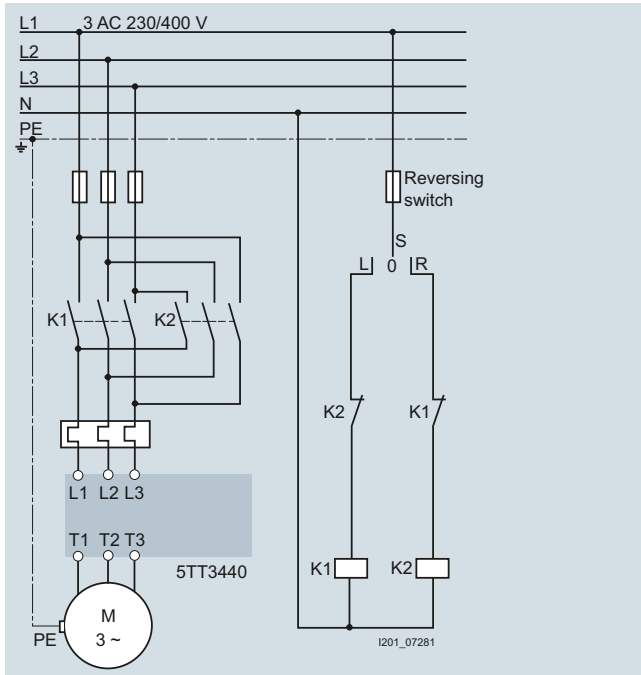 L1 3 AC 230/400 V
L2
L3
N
PE
Reversing
switch
S
L 0 R
K1 K2
K2 K1
L1 L2 L3
T1 T2 T3
5TT3440
K1 K2
M
3 ~
PE
I201_07281